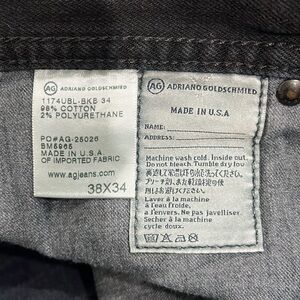 AG ADRIANO GOLDSCHMIED
1174UBL-BKB 34
98% COTTON
2% POLYURETHANE
PO#AG-25026
BM5965
MADE IN U.S.A
OF IMPORTED FABRIC
www.agjeans.com
38X34
AG ADRIANO GOLDSCHMIED
MADE IN U.S.A
NAME:
ADDRESS:
Machine wash cold. Inside out
Do not bleach. Tumble dry low
Laver à la machine
à l'eau froide,
à l'envers. Ne pas javelliser.
Secher à la machine
cycle doux.